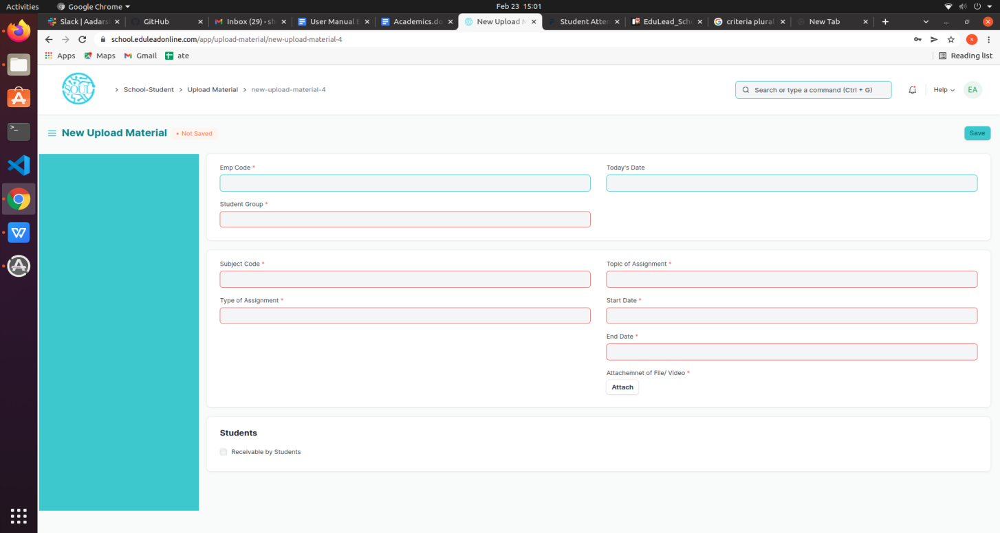 Activities Google Chrome Feb 23 15:01
Slack | Aadars GitHub Inbox (29) - sh User Manual E Academics.do New Upload M Student Atten EduLead_Sch criteria plural New Tab
school.eduleadonline.com/app/upload-material/new-upload-material-4 S
Apps Maps Gmail ate Reading list
SOUL School-Student Upload Material new-upload-material-4 Search or type a command (Ctrl + G) Help EA
New Upload Material • Not Saved Save
Emp Code * Today's Date
Student Group *
Subject Code * Topic of Assignment *
Type of Assignment * Start Date *
End Date *
Attachemnet of File/ Video *
Attach
Students
Receivable by Students